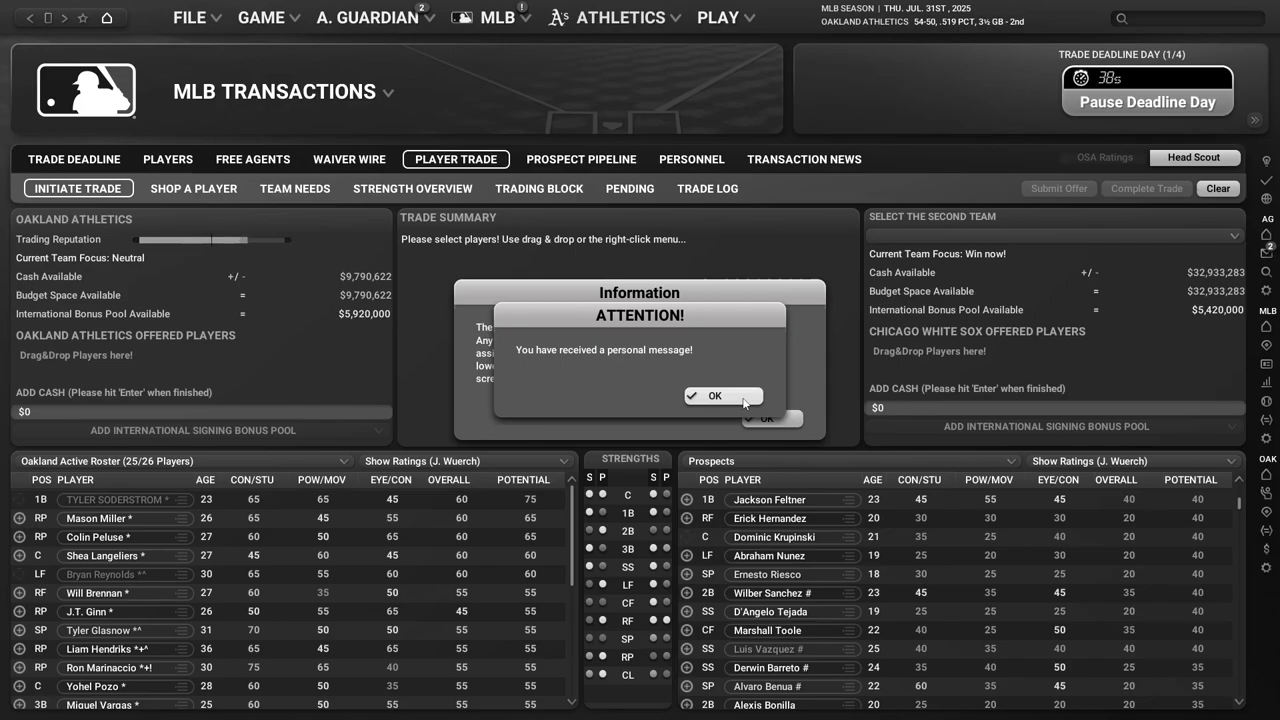 FILE GAME A. GUARDIAN 2 MLB ! ATHLETICS PLAY
MLB SEASON | THU. JUL. 31ST , 2025
OAKLAND ATHLETICS 54-50, .519 PCT, 3½ GB - 2nd
MLB TRANSACTIONS
TRADE DEADLINE DAY (1/4)
38s
Pause Deadline Day
TRADE DEADLINE PLAYERS FREE AGENTS WAIVER WIRE PLAYER TRADE PROSPECT PIPELINE PERSONNEL TRANSACTION NEWS OSA Ratings Head Scout
INITIATE TRADE SHOP A PLAYER TEAM NEEDS STRENGTH OVERVIEW TRADING BLOCK PENDING TRADE LOG Submit Offer Complete Trade Clear
OAKLAND ATHLETICS
Trading Reputation
Current Team Focus: Neutral
Cash Available +/- $9,790,622
Budget Space Available = $9,790,622
International Bonus Pool Available = $5,920,000
OAKLAND ATHLETICS OFFERED PLAYERS
Drag&Drop Players here!
ADD CASH (Please hit 'Enter' when finished)
$0
ADD INTERNATIONAL SIGNING BONUS POOL
TRADE SUMMARY
Please select players! Use drag & drop or the right-click menu...
Information
ATTENTION!
You have received a personal message!
OK
The
Any
assi
lowe
scre
OK
SELECT THE SECOND TEAM
Current Team Focus: Win now!
Cash Available +/- $32,933,283
Budget Space Available = $32,933,283
International Bonus Pool Available = $5,420,000
CHICAGO WHITE SOX OFFERED PLAYERS
Drag&Drop Players here!
ADD CASH (Please hit 'Enter' when finished)
$0
ADD INTERNATIONAL SIGNING BONUS POOL
AG
2
MLB
OAK
Oakland Active Roster (25/26 Players) Show Ratings (J. Wuerch)
POS PLAYER AGE CON/STU POW/MOV EYE/CON OVERALL POTENTIAL
1B TYLER SODERSTROM * 23 65 65 45 60 75
RP Mason Miller * 26 65 45 55 60 65
RP Colin Peluse * 27 60 50 65 60 60
C Shea Langeliers * 27 45 60 45 60 60
LF Bryan Reynolds *^ 30 65 55 60 60 60
RF Will Brennan * 27 60 35 50 55 55
RP J.T. Ginn * 26 50 55 65 45 55
SP Tyler Glasnow *^ 31 70 50 50 55 55
RP Liam Hendriks *+^ 36 60 50 65 55 55
RP Ron Marinaccio *+! 30 75 65 40 55 55
C Yohel Pozo * 28 60 50 35 55 55
3B Miguel Vargas * 25 50 50 55 55 55
STRENGTHS
S P S P
C
1B
2B
3B
SS
LF
CF
RF
SP
RP
CL
Prospects Show Ratings (J. Wuerch)
POS PLAYER AGE CON/STU POW/MOV EYE/CON OVERALL POTENTIAL
1B Jackson Feltner 23 45 55 45 40 40
RF Erick Hernandez 20 30 30 30 20 40
C Dominic Krupinski 21 35 25 40 20 40
LF Abraham Nunez 19 25 30 25 20 40
SP Ernesto Riesco 18 30 25 25 20 40
2B Wilber Sanchez # 23 45 35 45 35 40
SS D'Angelo Tejada 19 25 25 25 20 40
CF Marshall Toole 22 40 25 50 35 40
SS Luis Vazquez # 25 40 35 40 40 40
SS Derwin Barreto # 24 35 40 50 25 40
SP Alvaro Benua # 22 60 35 45 20 40
2B Alexis Bonilla 20 25 35 35 20 40